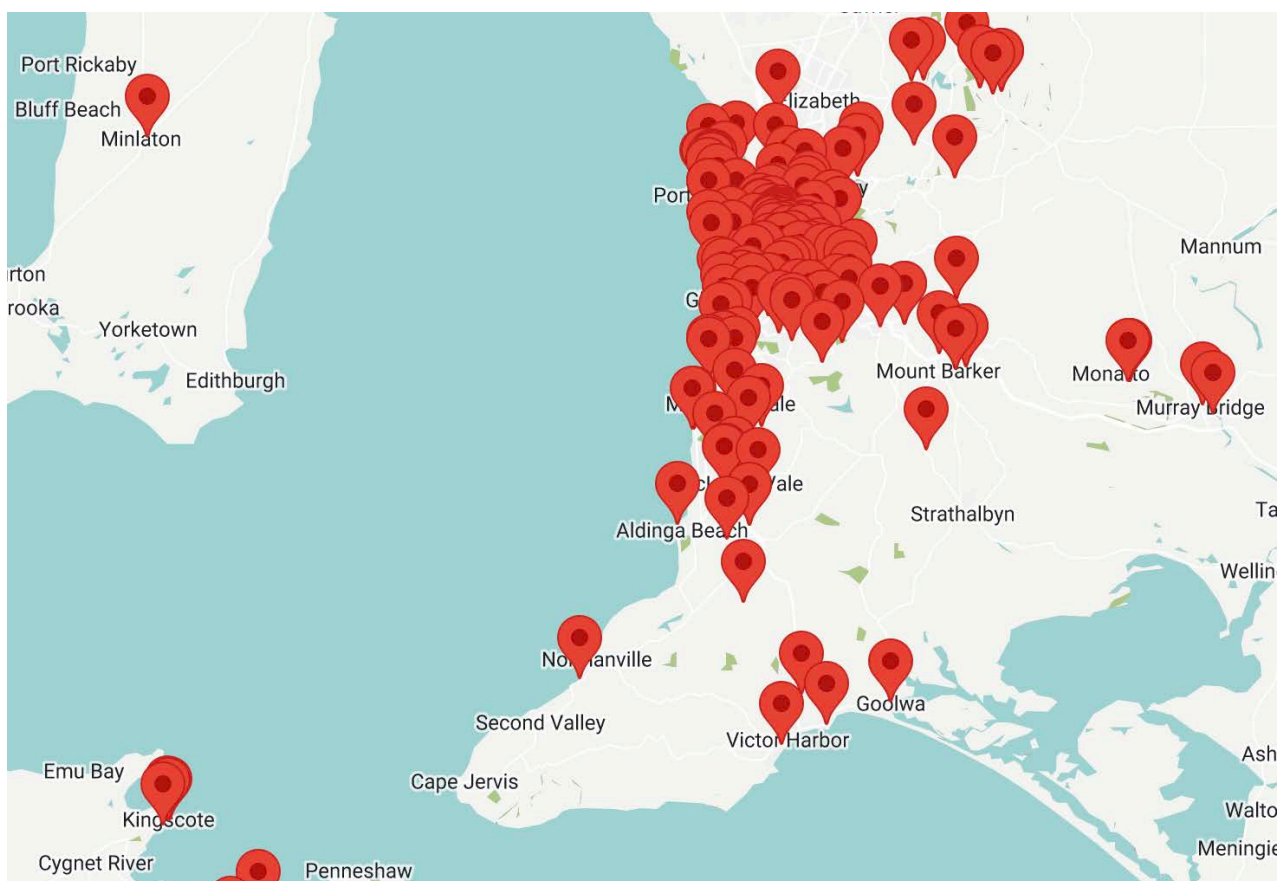 Port Rickaby
Bluff Beach
Minlaton
Mannum
Yorketown
Edithburgh
Mount Barker
Murray Bridge
Strathalbyn
Aldinga Beach
Normanville
Second Valley
Goolwa
Victor Harbor
Emu Bay
Cape Jervis
Kingscote
Cygnet River
Penneshaw